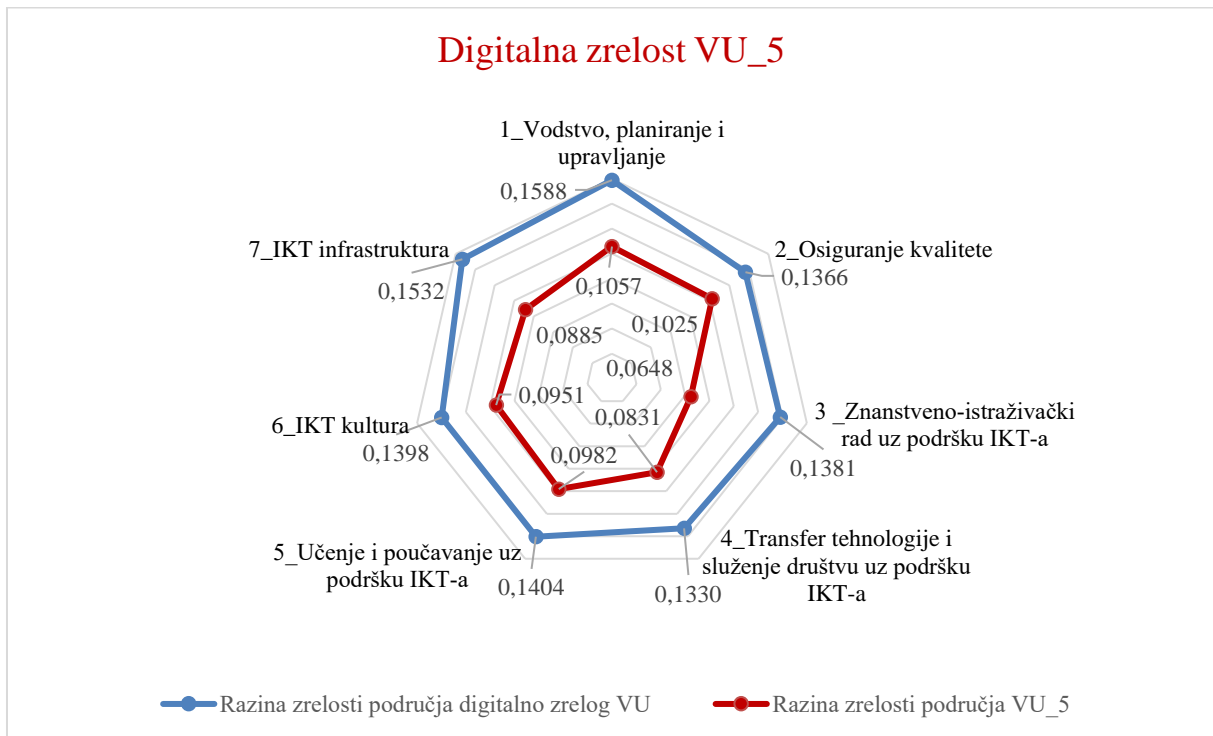 Digitalna zrelost VU_5
1_Vodstvo, planiranje i
upravljanje
0,1588
7_IKT infrastruktura
2_Osiguranje kvalitete
0,1366
0,1532
0,1057
0,1025
0,0885
0,0648
0,0951
0,0831
6_IKT kultura
0,1398
3 _Znanstveno-istraživački
rad uz podršku IKT-a
0,1381
0,0982
5_Učenje i poučavanje uz
podršku IKT-a
0,1404
4_Transfer tehnologije i
služenje društvu uz podršku
IKT-a
0,1330
Razina zrelosti područja digitalno zrelog VU
Razina zrelosti područja VU_5